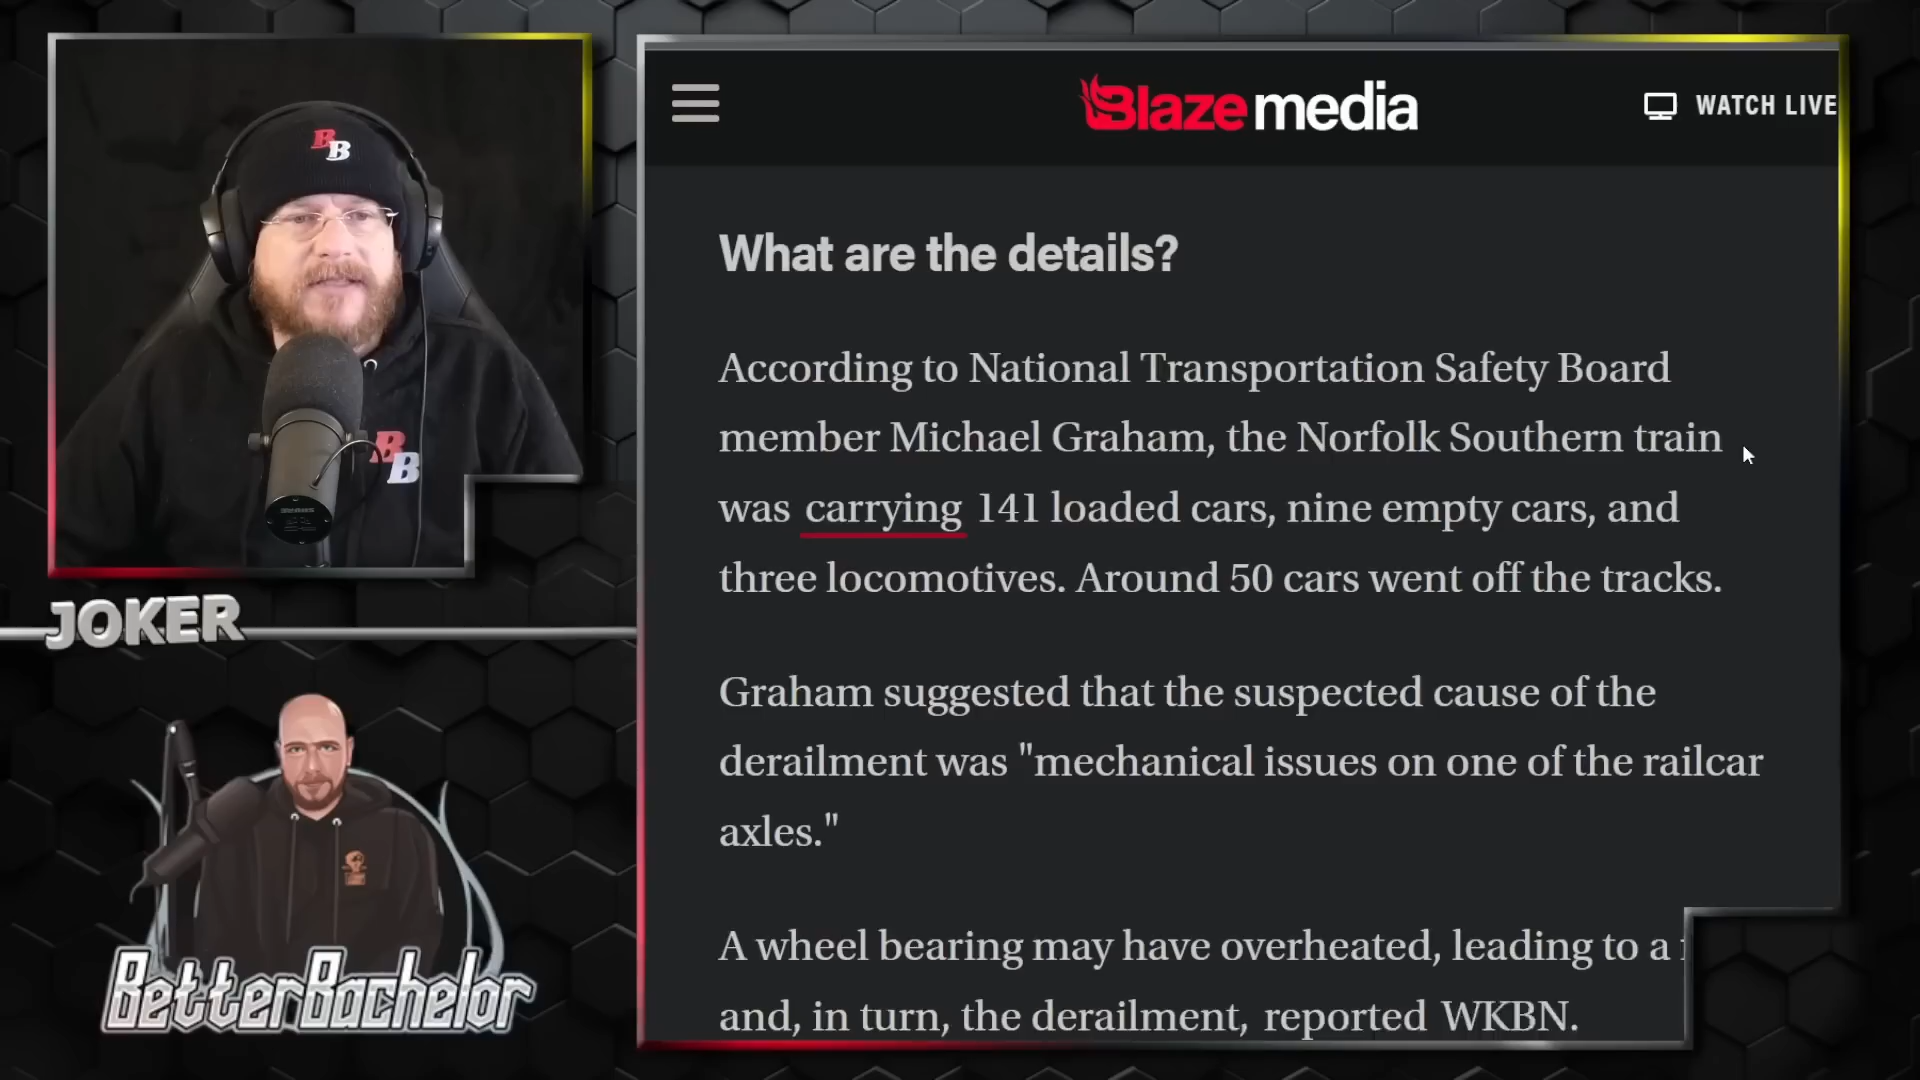 B
B
B
B
JOKER
BetterBachelor
Blaze media
WATCH LIVE
What are the details?
According to National Transportation Safety Board
member Michael Graham, the Norfolk Southern train
was carrying 141 loaded cars, nine empty cars, and
three locomotives. Around 50 cars went off the tracks.
Graham suggested that the suspected cause of the
derailment was "mechanical issues on one of the railcar
axles."
A wheel bearing may have overheated, leading to a
and, in turn, the derailment, reported WKBN.